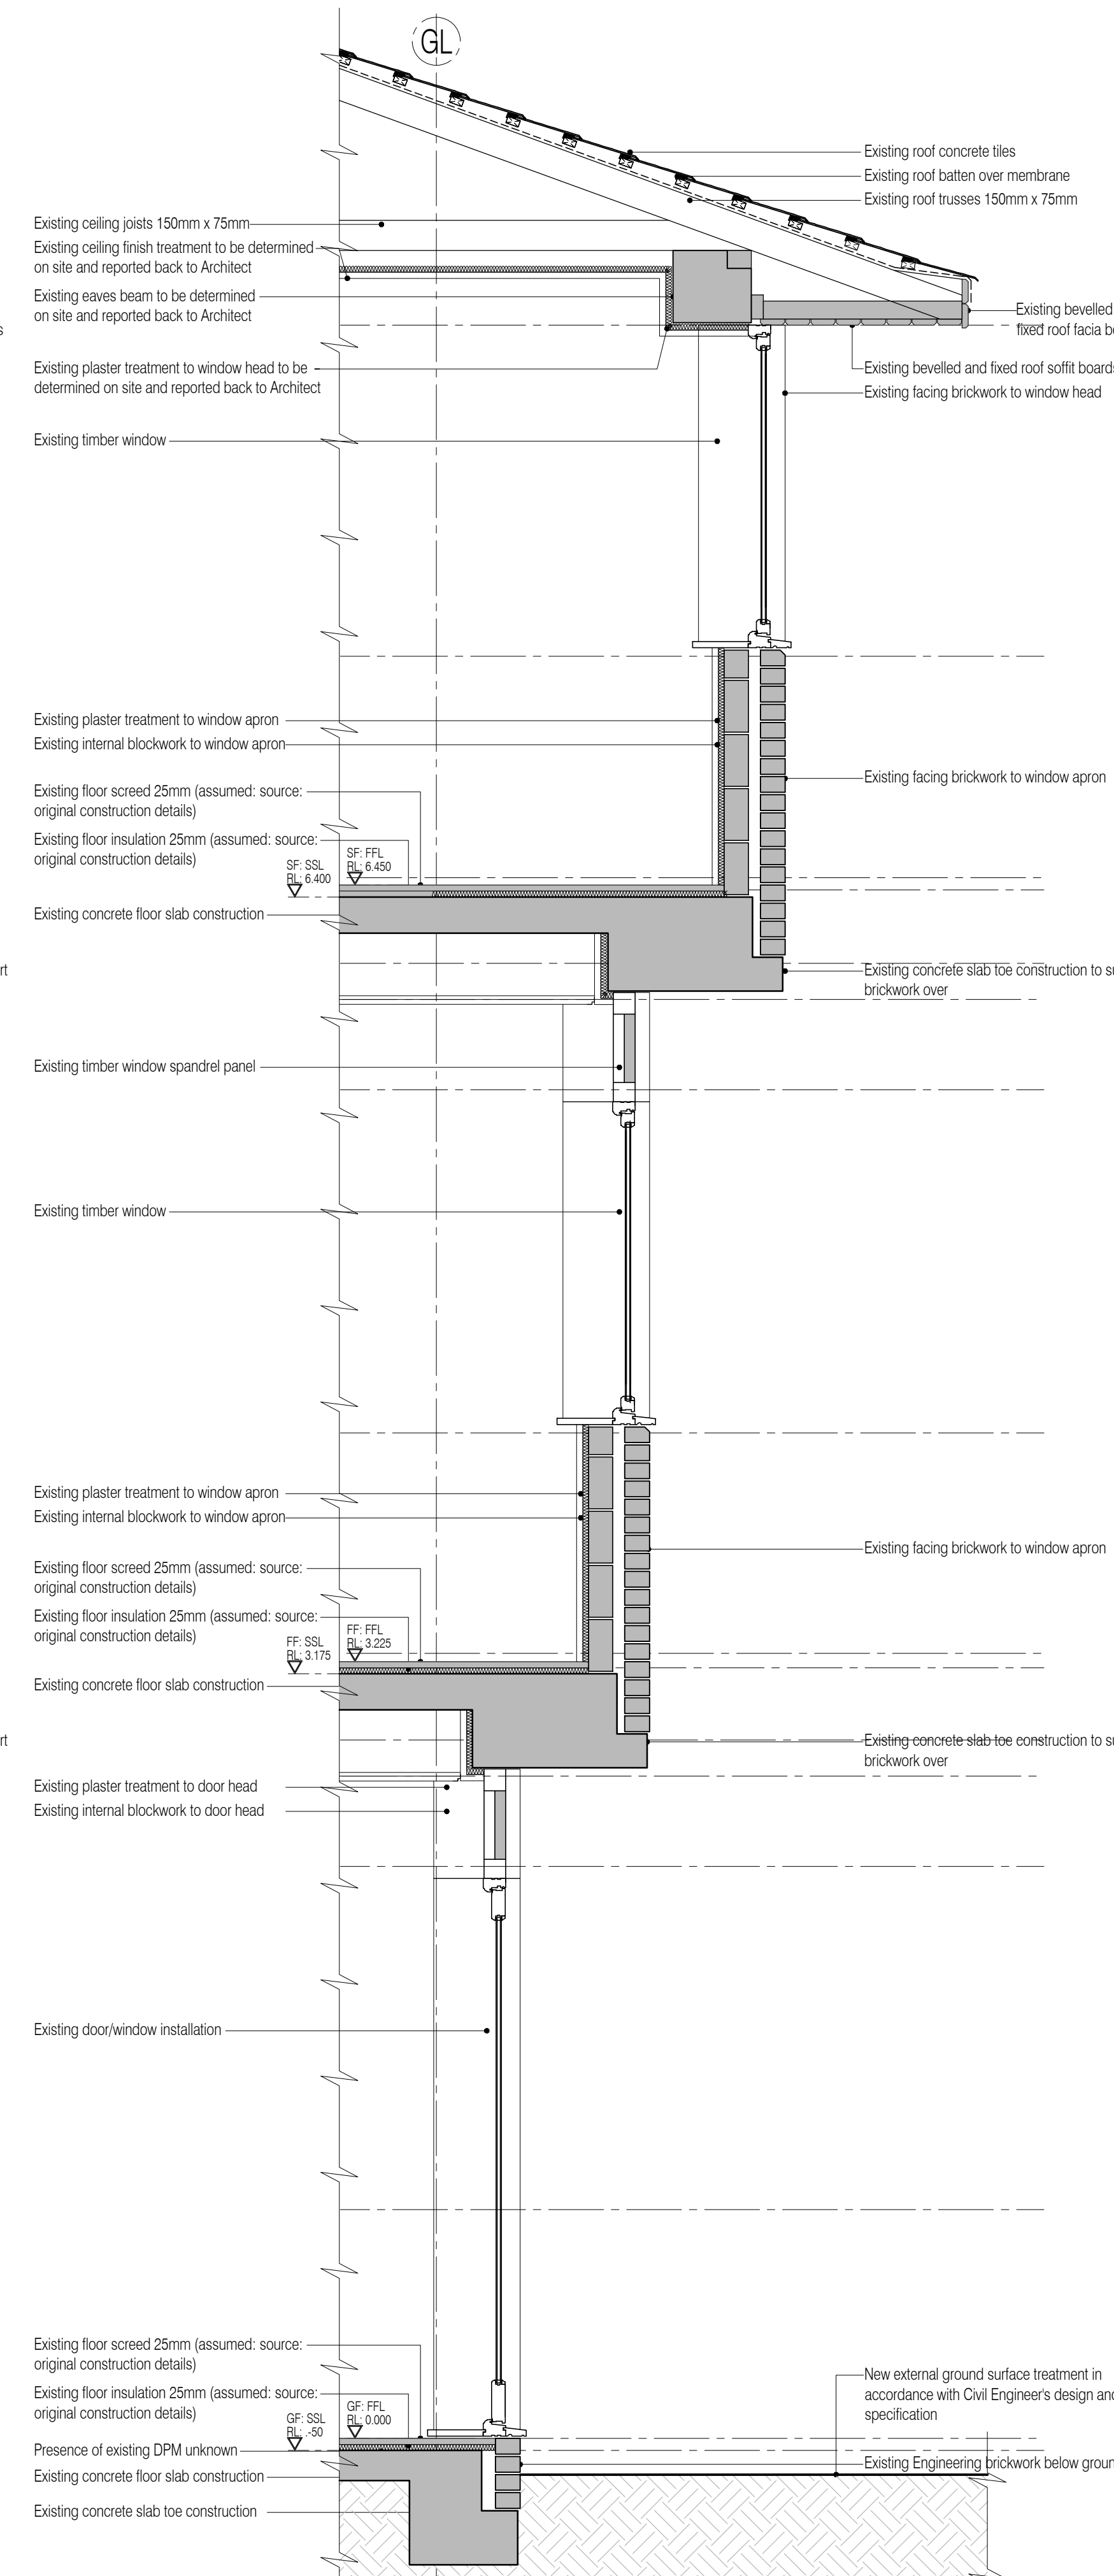 GL
Existing roof concrete tiles
Existing roof batten over membrane
Existing roof trusses 150mm x 75mm
Existing ceiling joists 150mm x 75mm
Existing ceiling finish treatment to be determined
on site and reported back to Architect
Existing eaves beam to be determined
on site and reported back to Architect
Existing bevelled
fixed roof facia
s
Existing plaster treatment to window head to be
determined on site and reported back to Architect
Existing bevelled and fixed roof soffit boards
Existing facing brickwork to window head
Existing timber window
Existing plaster treatment to window apron
Existing internal blockwork to window apron
Existing facing brickwork to window apron
Existing floor screed 25mm (assumed: source:
original construction details)
Existing floor insulation 25mm (assumed: source:
original construction details)
SF: SSL
RL: 6.400
SF: FFL
RL: 6.450
Existing concrete floor slab construction
rt
Existing concrete slab toe construction to
brickwork over
Existing timber window spandrel panel
Existing timber window
Existing plaster treatment to window apron
Existing internal blockwork to window apron
Existing facing brickwork to window apron
Existing floor screed 25mm (assumed: source:
original construction details)
Existing floor insulation 25mm (assumed: source:
original construction details)
FF: SSL
RL: 3.175
FF: FFL
RL: 3.225
Existing concrete floor slab construction
rt
Existing concrete slab toe construction to
brickwork over
Existing plaster treatment to door head
Existing internal blockwork to door head
Existing door/window installation
Existing floor screed 25mm (assumed: source:
original construction details)
Existing floor insulation 25mm (assumed: source:
original construction details)
GF: SSL
RL: .-50
GF: FFL
RL: 0.000
New external ground surface treatment in
accordance with Civil Engineer's design and
specification
Presence of existing DPM unknown
Existing Engineering brickwork below
Existing concrete floor slab construction
Existing concrete slab toe construction